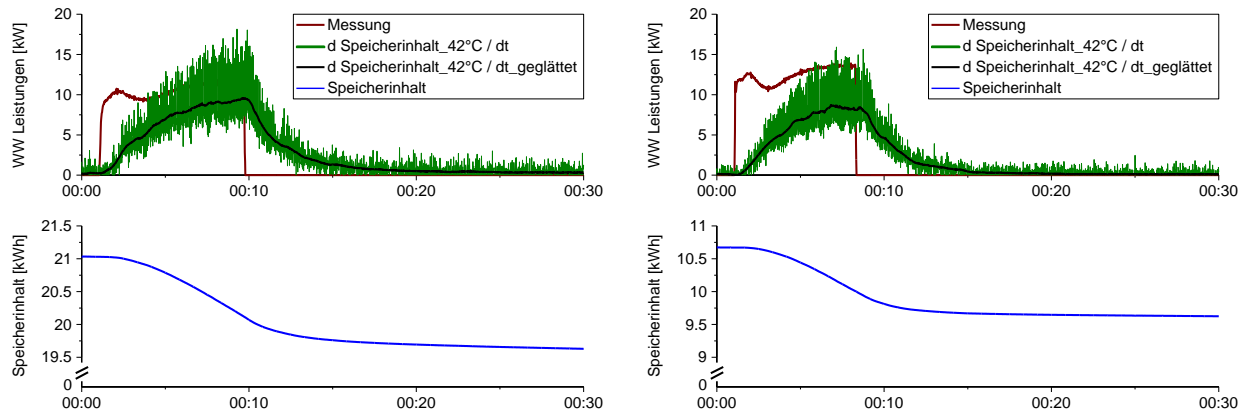 WW Leistungen [kW]
20
15
10
5
0
Messung
d Speicherinhalt_42°C / dt
d Speicherinhalt_42°C / dt_geglättet
Speicherinhalt
00:00 00:10 00:20 00:30
Speicherinhalt [kWh]
21.5
21
20.5
20
19.5
0
00:00 00:10 00:20 00:30
WW Leistungen [kW]
20
15
10
5
0
Messung
d Speicherinhalt_42°C / dt
d Speicherinhalt_42°C / dt_geglättet
Speicherinhalt
00:00 00:10 00:20 00:30
Speicherinhalt [kWh]
11
10.5
10
9.5
9
0
00:00 00:10 00:20 00:30